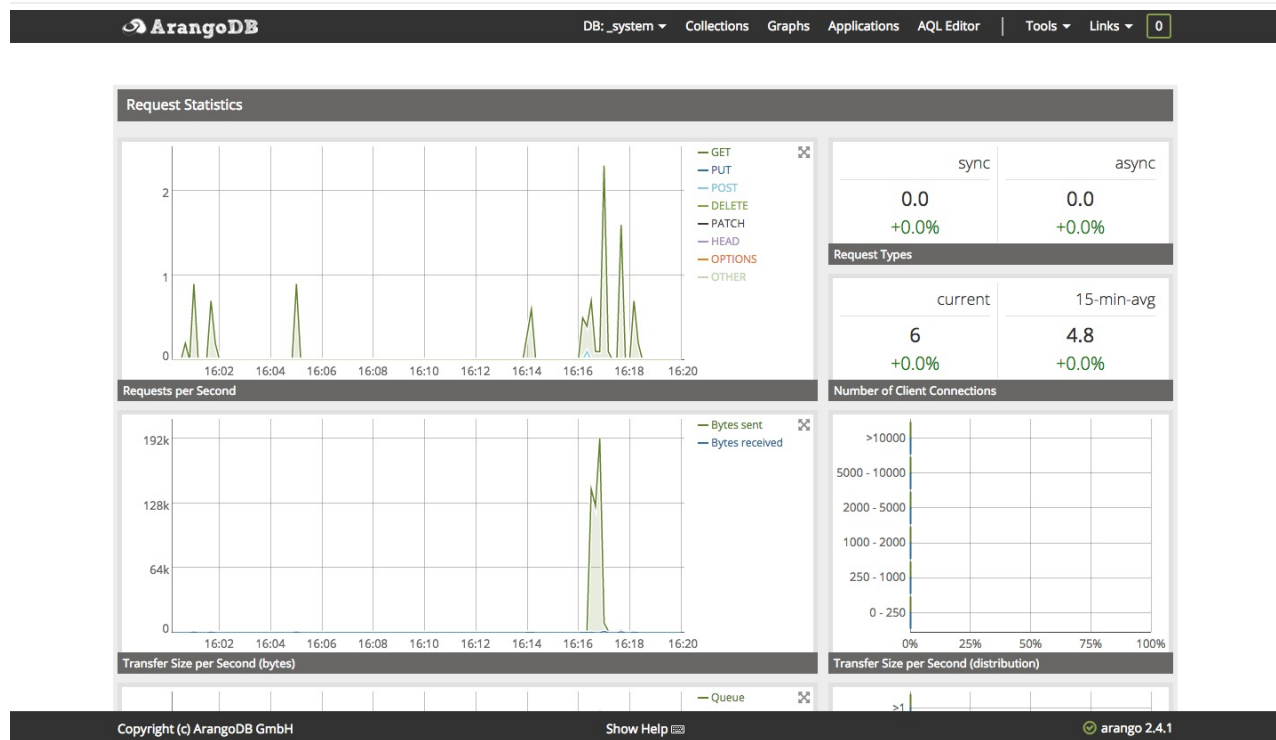 ArangoDB DB: _system Collections Graphs Applications AQL Editor Tools Links 0
Request Statistics
2
1
0
16:02 16:04 16:06 16:08 16:10 16:12 16:14 16:16 16:18 16:20
GET
PUT
POST
DELETE
PATCH
HEAD
OPTIONS
OTHER
Requests per Second
sync async
0.0 0.0
+0.0% +0.0%
Request Types
current 15-min-avg
6 4.8
+0.0% +0.0%
Number of Client Connections
192k
128k
64k
0
16:02 16:04 16:06 16:08 16:10 16:12 16:14 16:16 16:18 16:20
Bytes sent
Bytes received
Transfer Size per Second (bytes)
>10000
5000 - 10000
2000 - 5000
1000 - 2000
250 - 1000
0 - 250
0% 25% 50% 75% 100%
Transfer Size per Second (distribution)
Queue
>1
Copyright (c) ArangoDB GmbH Show Help arango 2.4.1